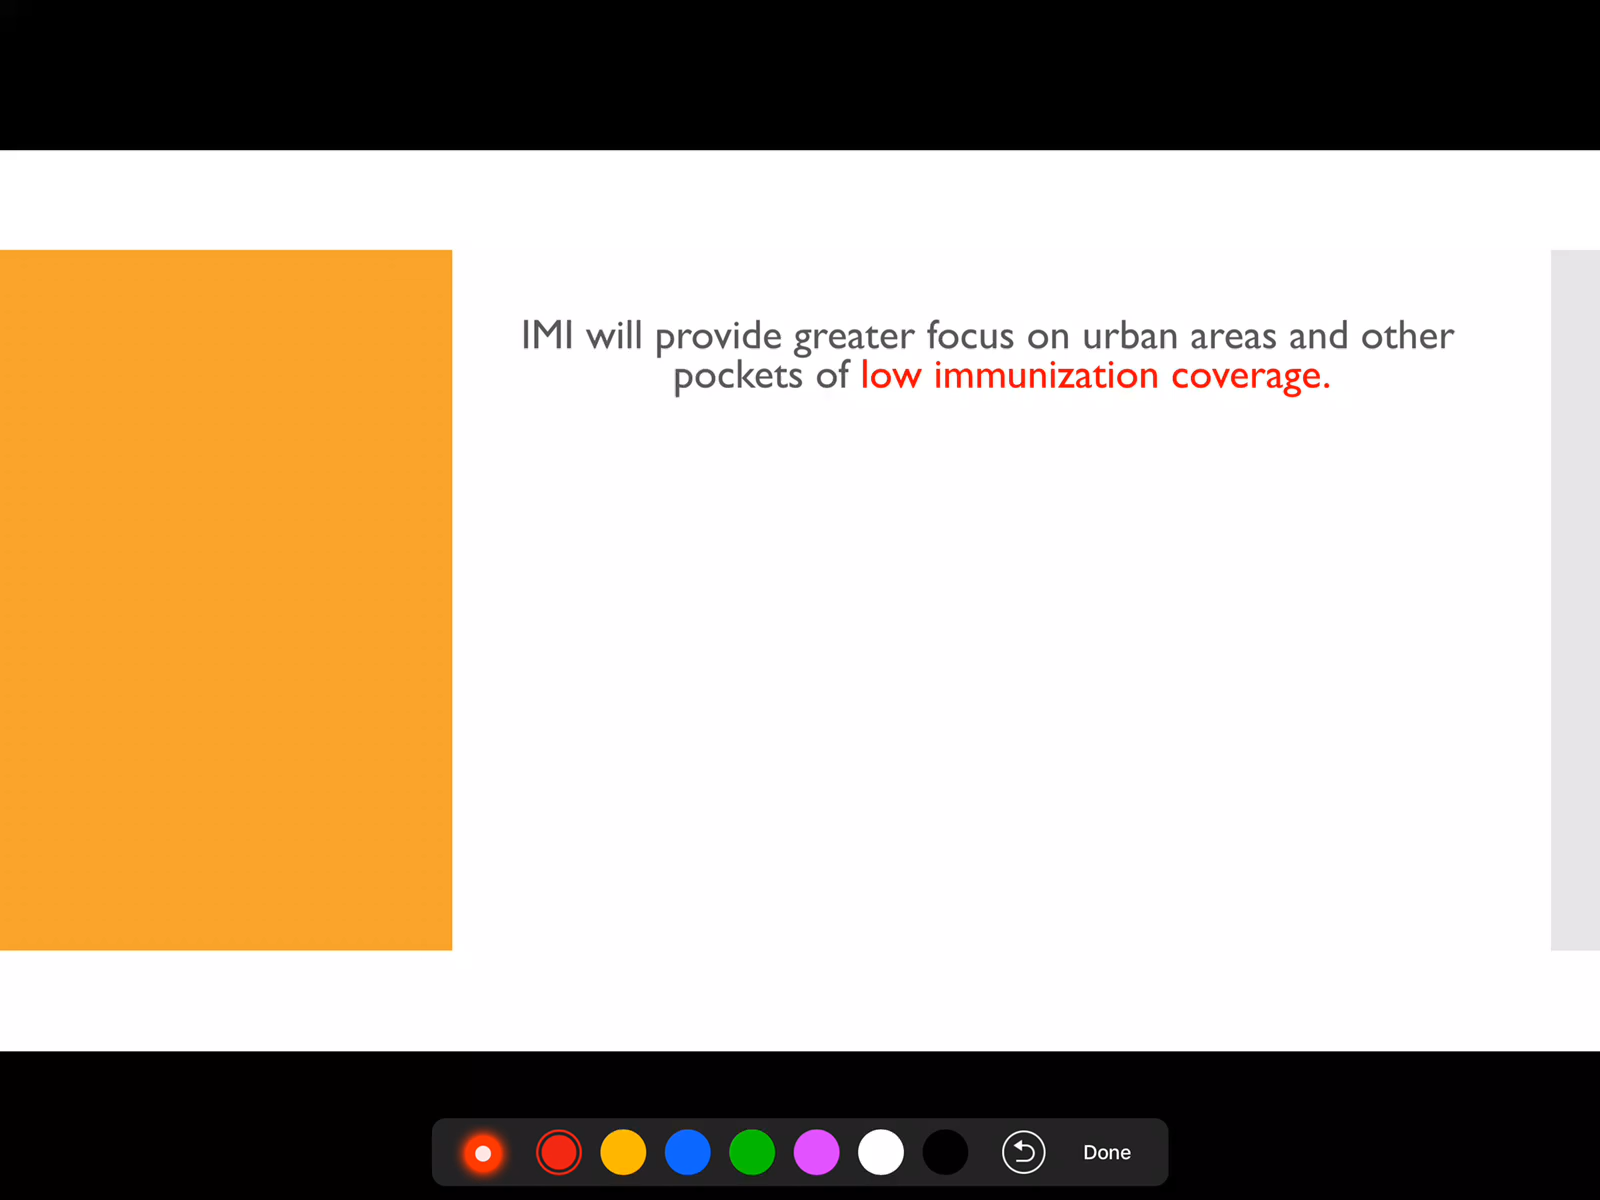 IMI will provide greater focus on urban areas and other
pockets of low immunization coverage.
Done